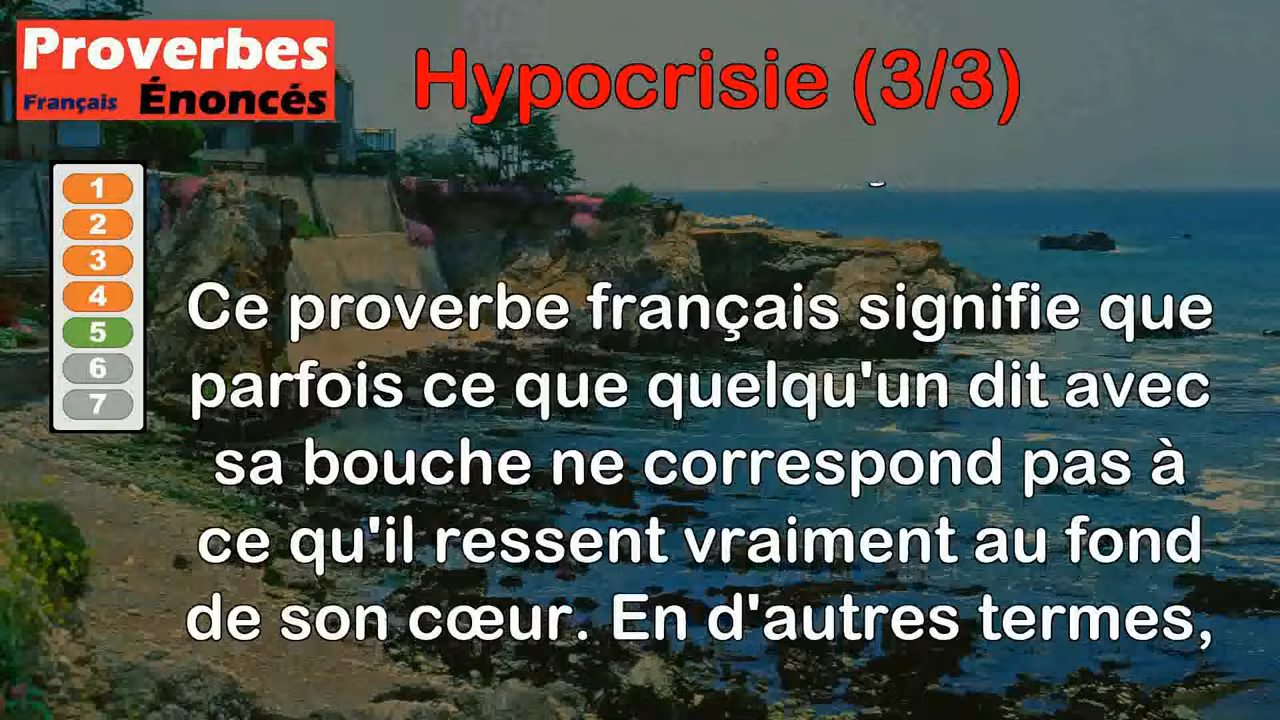 Proverbes
Français Énoncés
Hypocrisie (3/3)
1
2
3
4
5
6
7
Ce proverbe français signifie que
parfois ce que quelqu'un dit avec
sa bouche ne correspond pas à
ce qu'il ressent vraiment au fond
de son cœur. En d'autres termes,